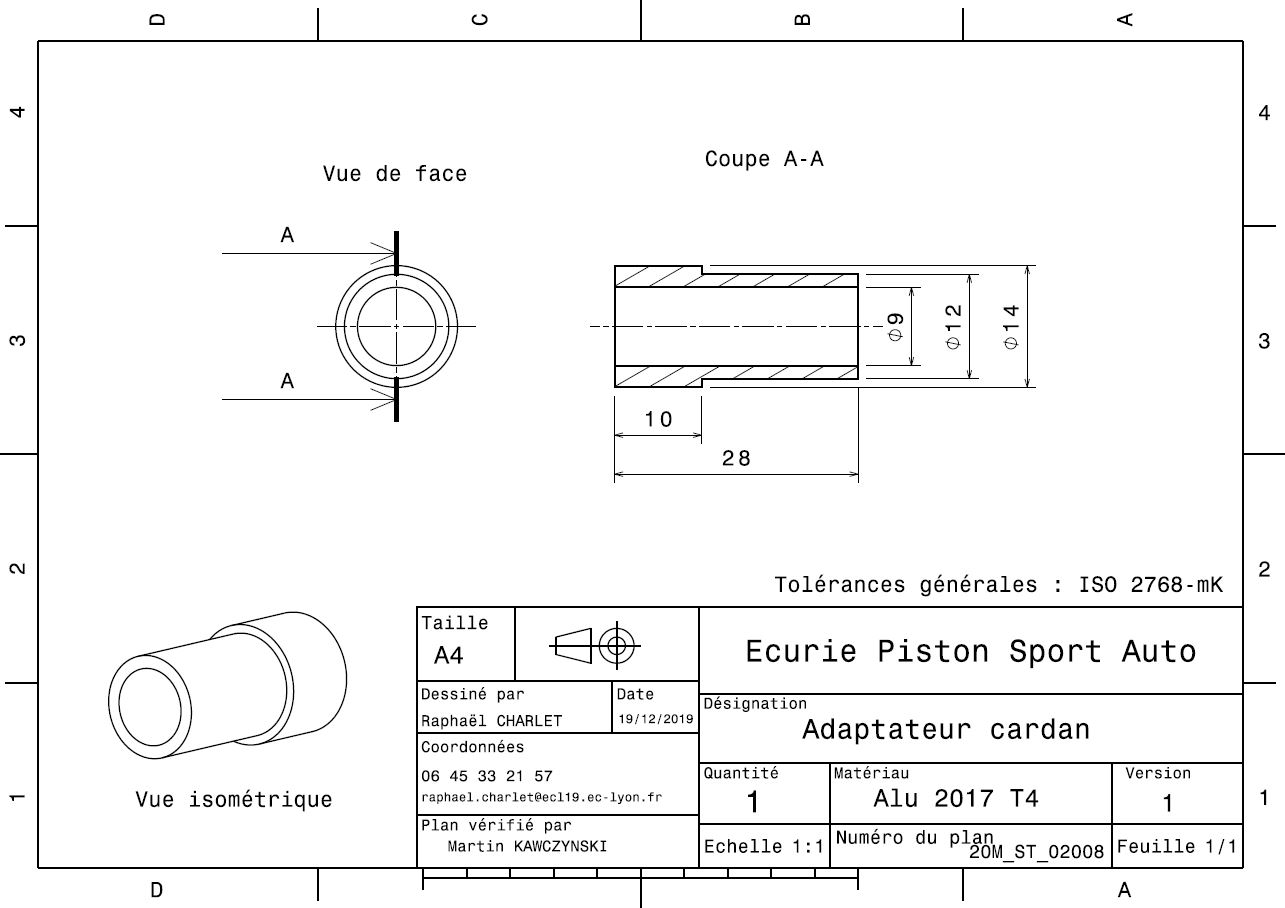 D C B A
4 4
Vue de face
Coupe A-A
A
A
3 3
⌀9
⌀12
⌀14
10
28
2 2
Tolérances générales : ISO 2768-mK
Taille
A4
Ecurie Piston Sport Auto
Dessiné par
Raphaël CHARLET
Date
19/12/2019
Désignation
Adaptateur cardan
Coordonnées
06 45 33 21 57
raphael.charlet@ecl19.ec-lyon.fr
Quantité
1
Matériau
Alu 2017 T4
Version
1
Plan vérifié par
Martin KAWCZYNSKI
Echelle 1:1
Numéro du plan
20M_ST_02008
Feuille 1/1
Vue isométrique
1 1
D A